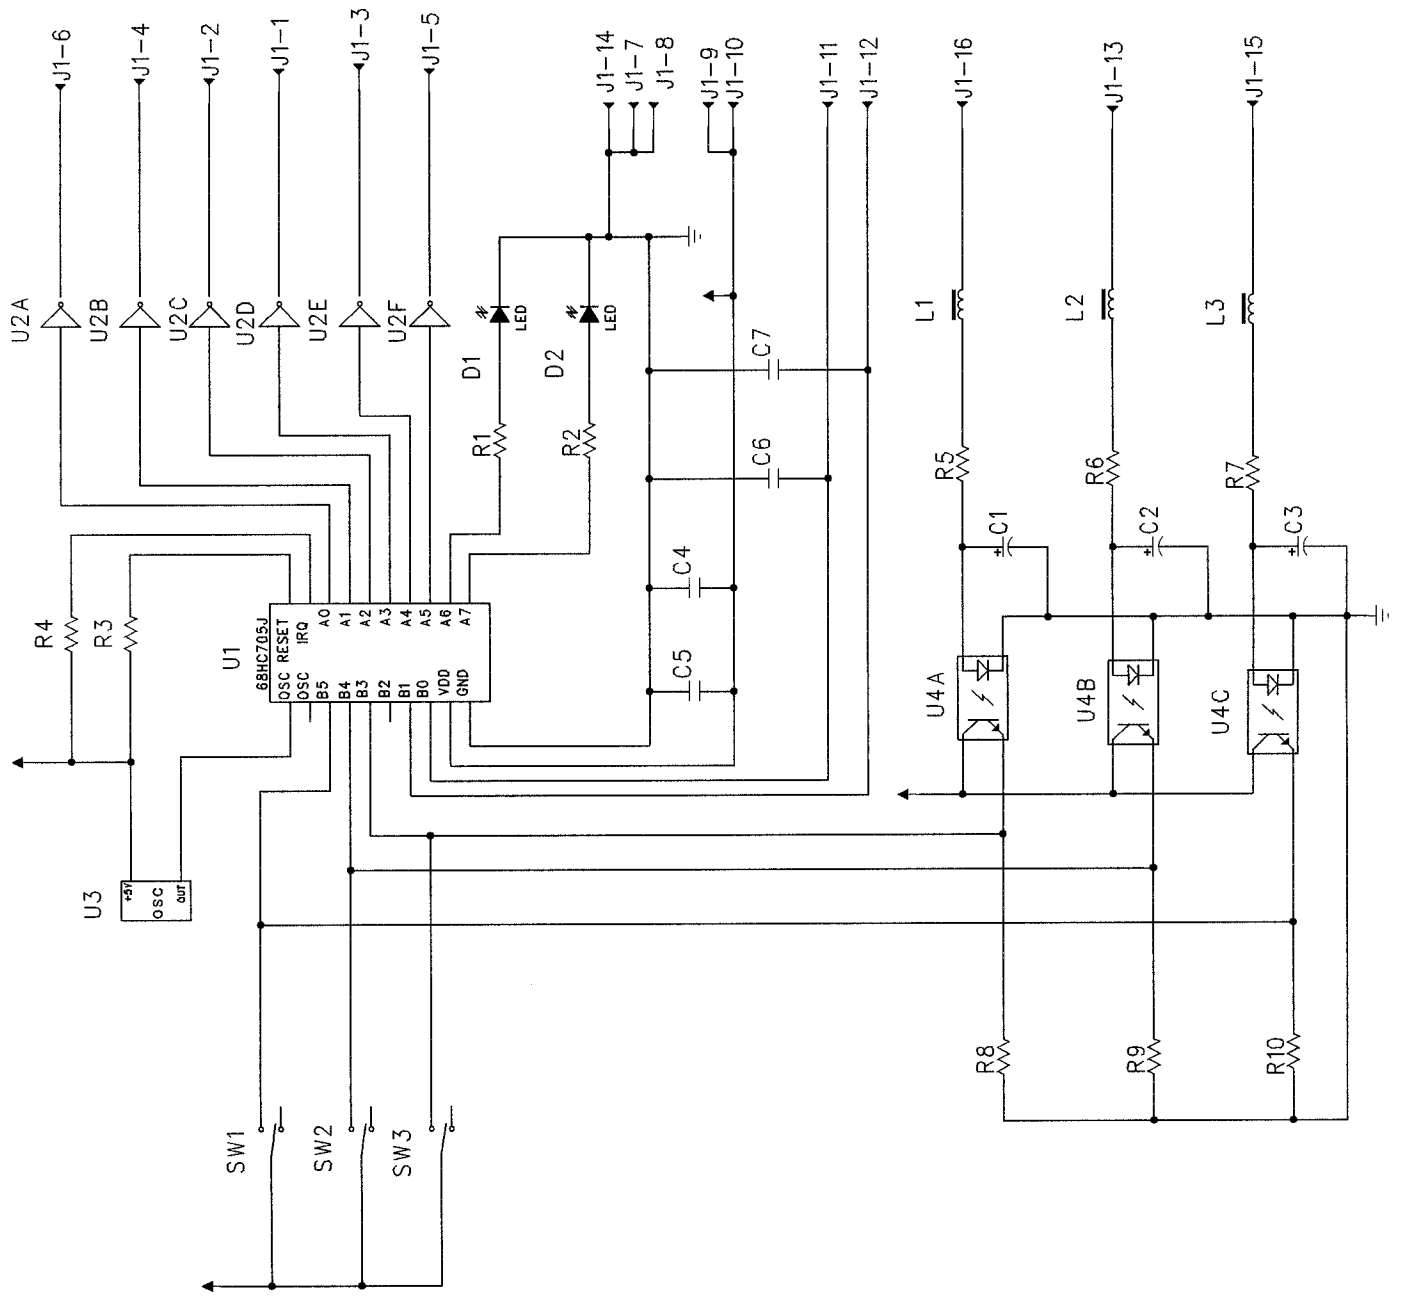 J1-6
J1-4
J1-2
J1-1
J1-3
J1-5
J1-14
J1-7
J1-8
J1-9
J1-10
J1-11
J1-12
J1-16
J1-13
J1-15
U2A
U2B
U2C
U2D
U2E
U2F
LED
LED
D1
D2
R1
R2
C7
C6
C4
C5
L1
L2
L3
R5
R6
R7
C1
C2
C3
R4
R3
U1
68HC705J
OSC RESET
OSC IRQ
B5 A0
B4 A1
B3 A2
B2 A3
B1 A4
B0 A5
VDD A6
GND A7
U4A
U4B
U4C
U3
+5V
OSC
OUT
R8
R9
R10
SW1
SW2
SW3